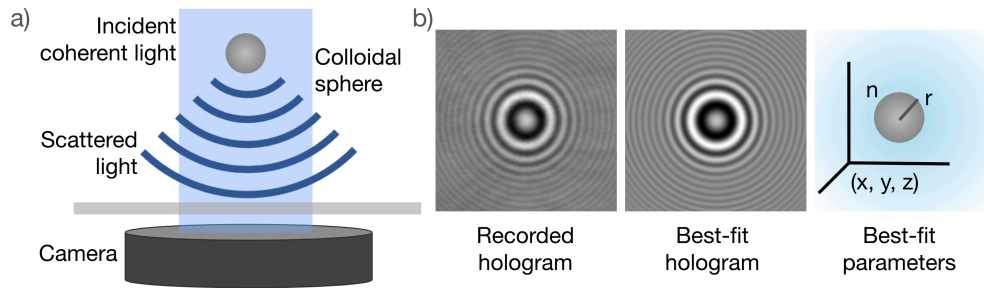 a)
Incident
coherent light
Colloidal
sphere
Scattered
light
Camera
b)
n
r
(x, y, z)
Recorded
hologram
Best-fit
hologram
Best-fit
parameters